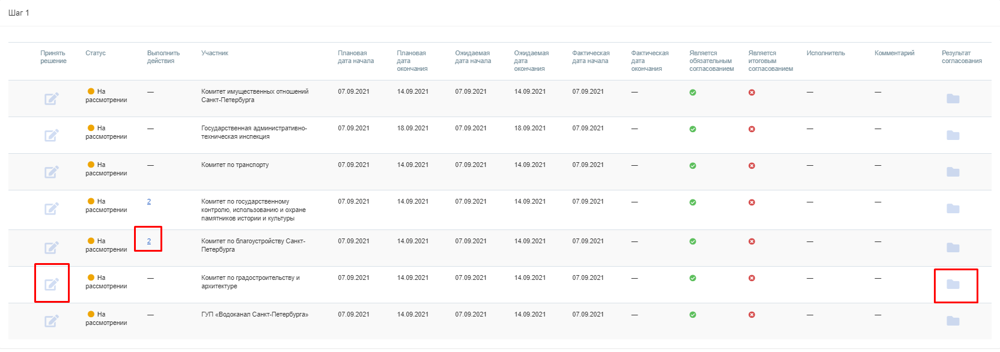 Шаг 1
Принять решение Статус Выполнить действия Участник Плановая дата начала Плановая дата окончания Ожидаемая дата начала Ожидаемая дата окончания Фактическая дата начала Фактическая дата окончания Является обязательным согласованием Является итоговым согласованием Исполнитель Комментарий Результат согласования
На рассмотрении — Комитет имущественных отношений Санкт-Петербурга 07.09.2021 14.09.2021 07.09.2021 14.09.2021 07.09.2021 — — —
На рассмотрении — Государственная административно-техническая инспекция 07.09.2021 18.09.2021 07.09.2021 18.09.2021 07.09.2021 — — —
На рассмотрении — Комитет по транспорту 07.09.2021 14.09.2021 07.09.2021 14.09.2021 07.09.2021 — — —
На рассмотрении 2 Комитет по государственному контролю, использованию и охране памятников истории и культуры 07.09.2021 14.09.2021 07.09.2021 14.09.2021 07.09.2021 — — —
На рассмотрении 2 Комитет по благоустройству Санкт-Петербурга 07.09.2021 14.09.2021 07.09.2021 14.09.2021 07.09.2021 — — —
На рассмотрении — Комитет по градостроительству и архитектуре 07.09.2021 14.09.2021 07.09.2021 14.09.2021 07.09.2021 — — —
На рассмотрении — ГУП «Водоканал Санкт-Петербурга» 07.09.2021 14.09.2021 07.09.2021 14.09.2021 07.09.2021 — — —